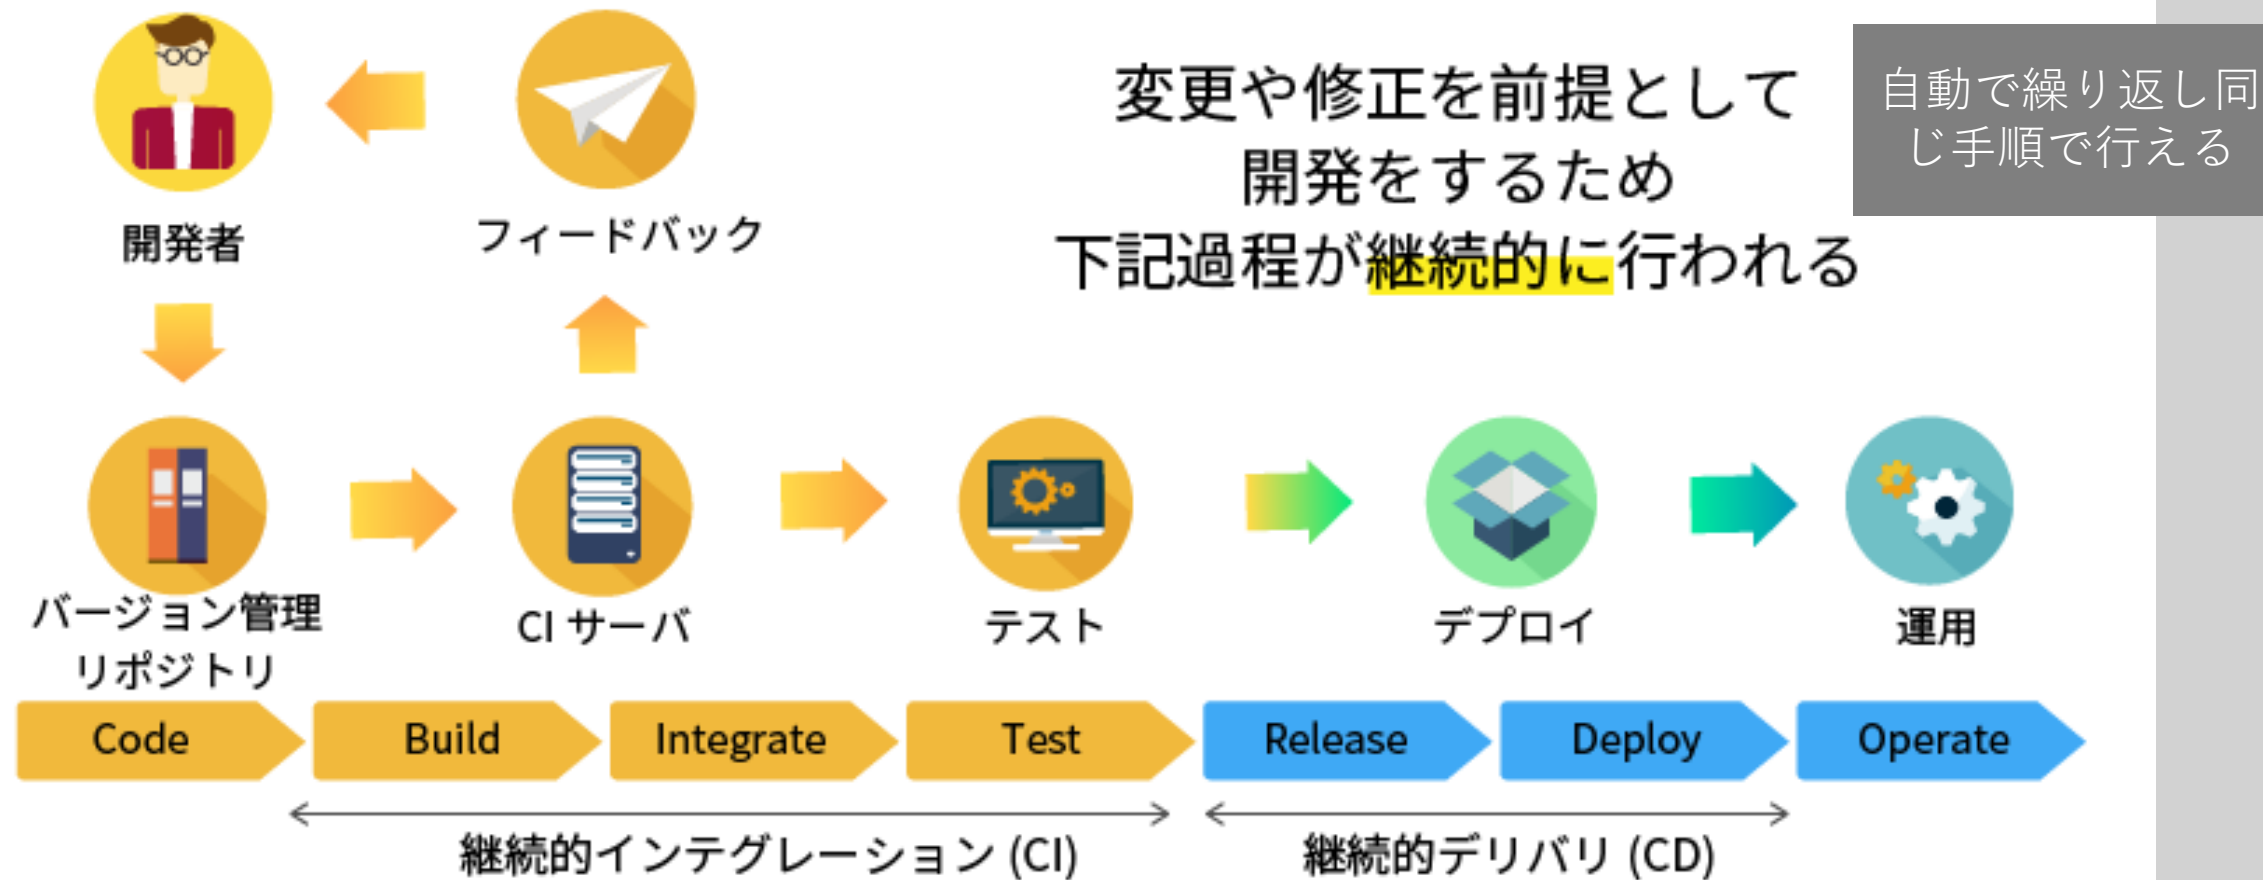 変更や修正を前提として
開発をするため
下記過程が継続的に行われる
自動で繰り返し同
じ手順で行える
開発者
フィードバック
バージョン管理
リポジトリ
CI サーバ
テスト
デプロイ
運用
Code
Build
Integrate
Test
Release
Deploy
Operate
継続的インテグレーション (CI)
継続的デリバリ (CD)